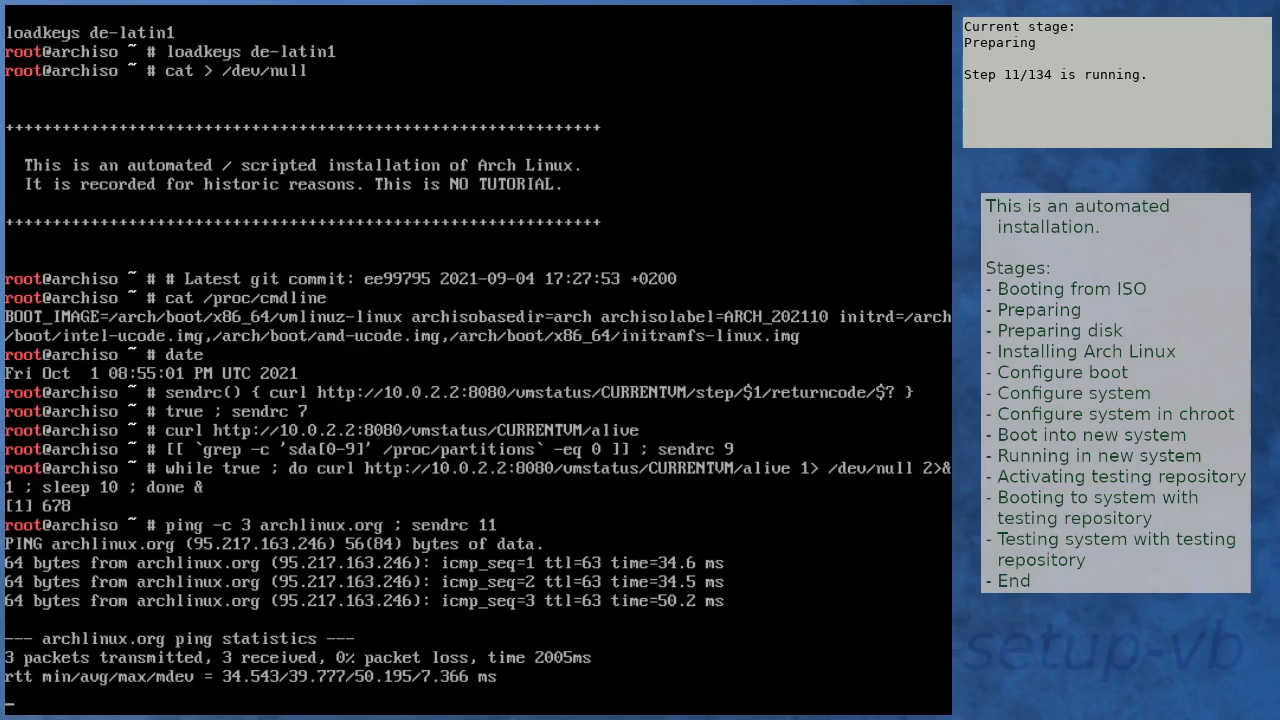 loadkeys de-latin1
root@archiso ~ # loadkeys de-latin1
root@archiso ~ # cat > /dev/null
++++++++++++++++++++++++++++++++++++++++++++++++++++++++++++++++
This is an automated / scripted installation of Arch Linux.
It is recorded for historic reasons. This is NO TUTORIAL.
++++++++++++++++++++++++++++++++++++++++++++++++++++++++++++++++
root@archiso ~ # # Latest git commit: ee99795 2021-09-04 17:27:53 +0200
root@archiso ~ # cat /proc/cmdline
BOOT_IMAGE=/arch/boot/x86_64/vmlinuz-linux archisobasedir=arch archisolabel=ARCH_202110 initrd=/arch
/boot/intel-ucode.img,/arch/boot/amd-ucode.img,/arch/boot/x86_64/initramfs-linux.img
root@archiso ~ # date
Fri Oct  1 08:55:01 PM UTC 2021
root@archiso ~ # sendrc() { curl http://10.0.2.2:8080/vmstatus/CURRENTVM/step/$1/returncode/$? }
root@archiso ~ # true ; sendrc 7
root@archiso ~ # curl http://10.0.2.2:8080/vmstatus/CURRENTVM/alive
root@archiso ~ # [[ `grep -c 'sda[0-9]' /proc/partitions` -eq 0 ]] ; sendrc 9
root@archiso ~ # while true ; do curl http://10.0.2.2:8080/vmstatus/CURRENTVM/alive 1> /dev/null 2>&
1 ; sleep 10 ; done &
[1] 678
root@archiso ~ # ping -c 3 archlinux.org ; sendrc 11
PING archlinux.org (95.217.163.246) 56(84) bytes of data.
64 bytes from archlinux.org (95.217.163.246): icmp_seq=1 ttl=63 time=34.6 ms
64 bytes from archlinux.org (95.217.163.246): icmp_seq=2 ttl=63 time=34.5 ms
64 bytes from archlinux.org (95.217.163.246): icmp_seq=3 ttl=63 time=50.2 ms
--- archlinux.org ping statistics ---
3 packets transmitted, 3 received, 0% packet loss, time 2005ms
rtt min/avg/max/mdev = 34.543/39.777/50.195/7.366 ms
_
Current stage:
Preparing
Step 11/134 is running.
This is an automated
installation.
Stages:
- Booting from ISO
- Preparing
- Preparing disk
- Installing Arch Linux
- Configure boot
- Configure system
- Configure system in chroot
- Boot into new system
- Running in new system
- Activating testing repository
- Booting to system with
testing repository
- Testing system with testing
repository
- End
-setup-vb